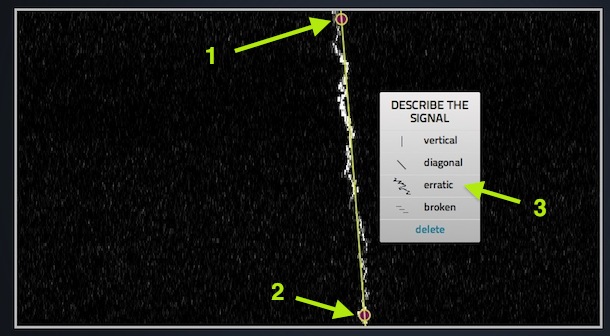 1
DESCRIBE THE
SIGNAL
vertical
diagonal
erratic
3
broken
delete
2